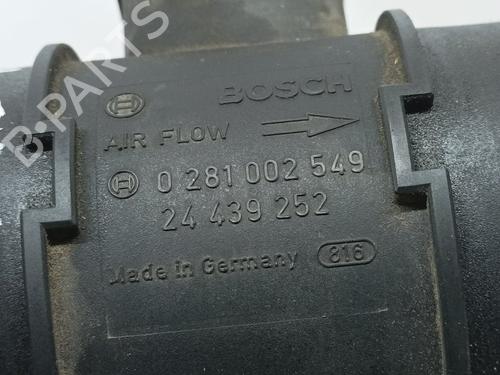 BOSCH
AIR FLOW
0 281 002 549
24 439 252
Made in Germany 816
B-PARTS